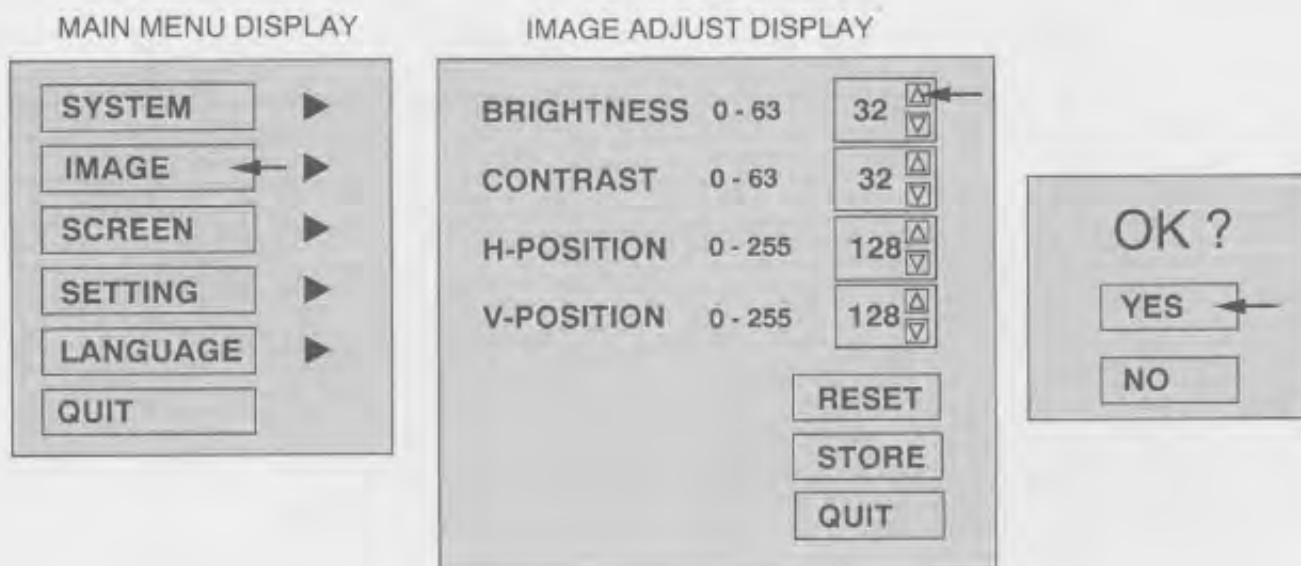 MAIN MENU DISPLAY
SYSTEM
IMAGE
SCREEN
SETTING
LANGUAGE
QUIT
IMAGE ADJUST DISPLAY
BRIGHTNESS 0 - 63 32
CONTRAST 0 - 63 32
H-POSITION 0 - 255 128
V-POSITION 0 - 255 128
RESET
STORE
QUIT
OK ?
YES
NO